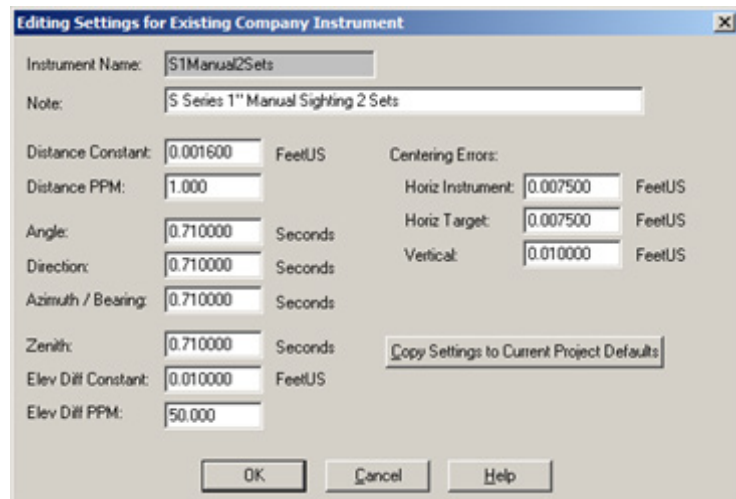 Editing Settings for Existing Company Instrument
Instrument Name: S1Manual2Sets
Note: S Series 1" Manual Sighting 2 Sets
Distance Constant: 0.001600 FeetUS
Distance PPM: 1.000
Angle: 0.710000 Seconds
Direction: 0.710000 Seconds
Azimuth / Bearing: 0.710000 Seconds
Zenith: 0.710000 Seconds
Elev Diff Constant: 0.010000 FeetUS
Elev Diff PPM: 50.000
Centering Errors:
Horiz Instrument: 0.007500 FeetUS
Horiz Target: 0.007500 FeetUS
Vertical: 0.010000 FeetUS
Copy Settings to Current Project Defaults
OK Cancel Help